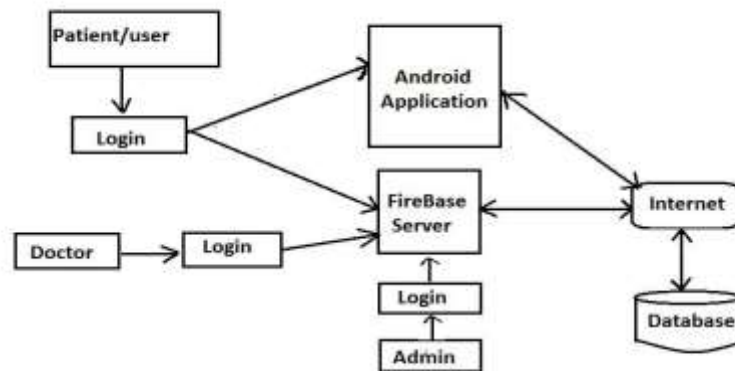 Patient/user
Android
Application
Login
FireBase
Server
Internet
Doctor
Login
Login
Database
Admin